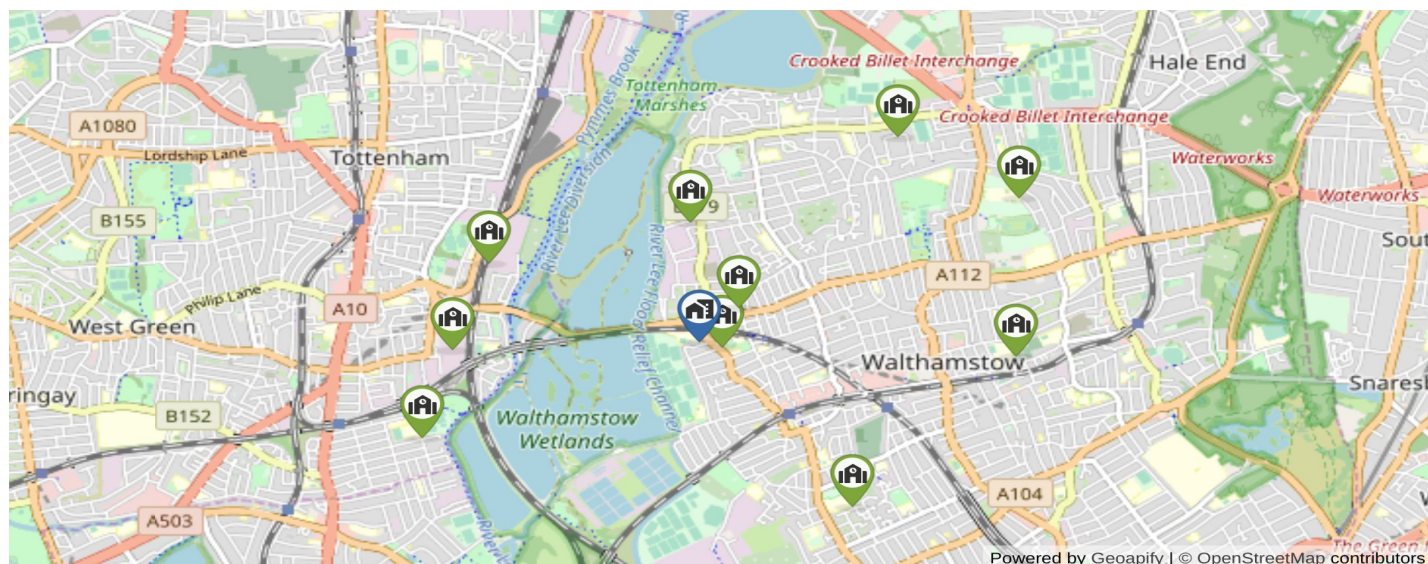 Hale End
Crooked Billet Interchange
Tottenham
Marshes
Pymmes Brook
Crooked Billet Interchange
A1080
Lordship Lane
Tottenham
Waterworks
Waterworks
B155
River Lee Diversion
A112
River Lee Flood Relief Channel
Philip Lane
A10
West Green
Walthamstow
ringay
B152
Walthamstow
Wetlands
A104
A503
The Green
Powered by Geoapify | © OpenStreetMap contributors